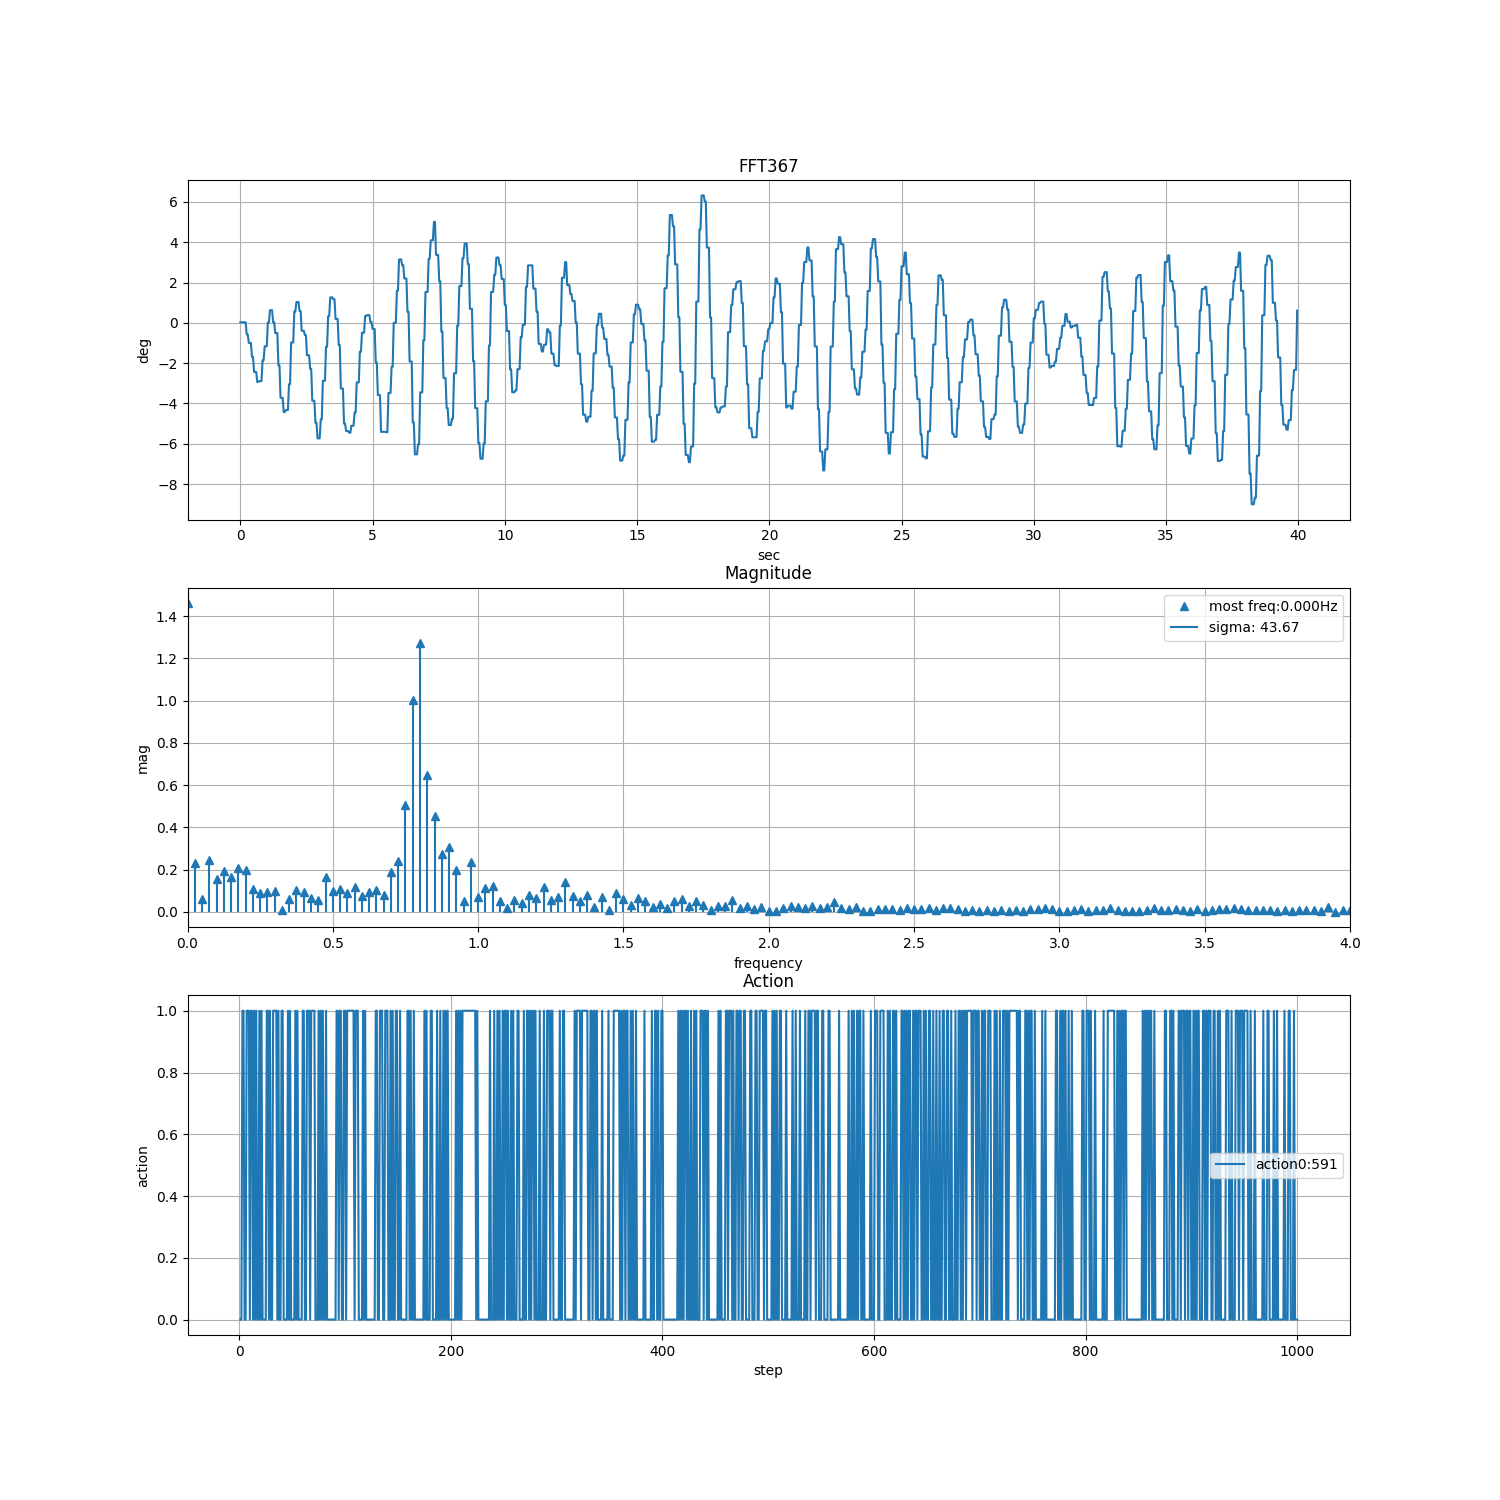 FFT367
6
4
2
0
−2
−4
−6
−8
deg
0 5 10 15 20 25 30 35 40
sec
Magnitude
most freq:0.000Hz
sigma: 43.67
1.4
1.2
1.0
0.8
0.6
0.4
0.2
0.0
mag
0.0 0.5 1.0 1.5 2.0 2.5 3.0 3.5 4.0
frequency
Action
1.0
0.8
0.6
0.4
0.2
0.0
action
action0:591
0 200 400 600 800 1000
step